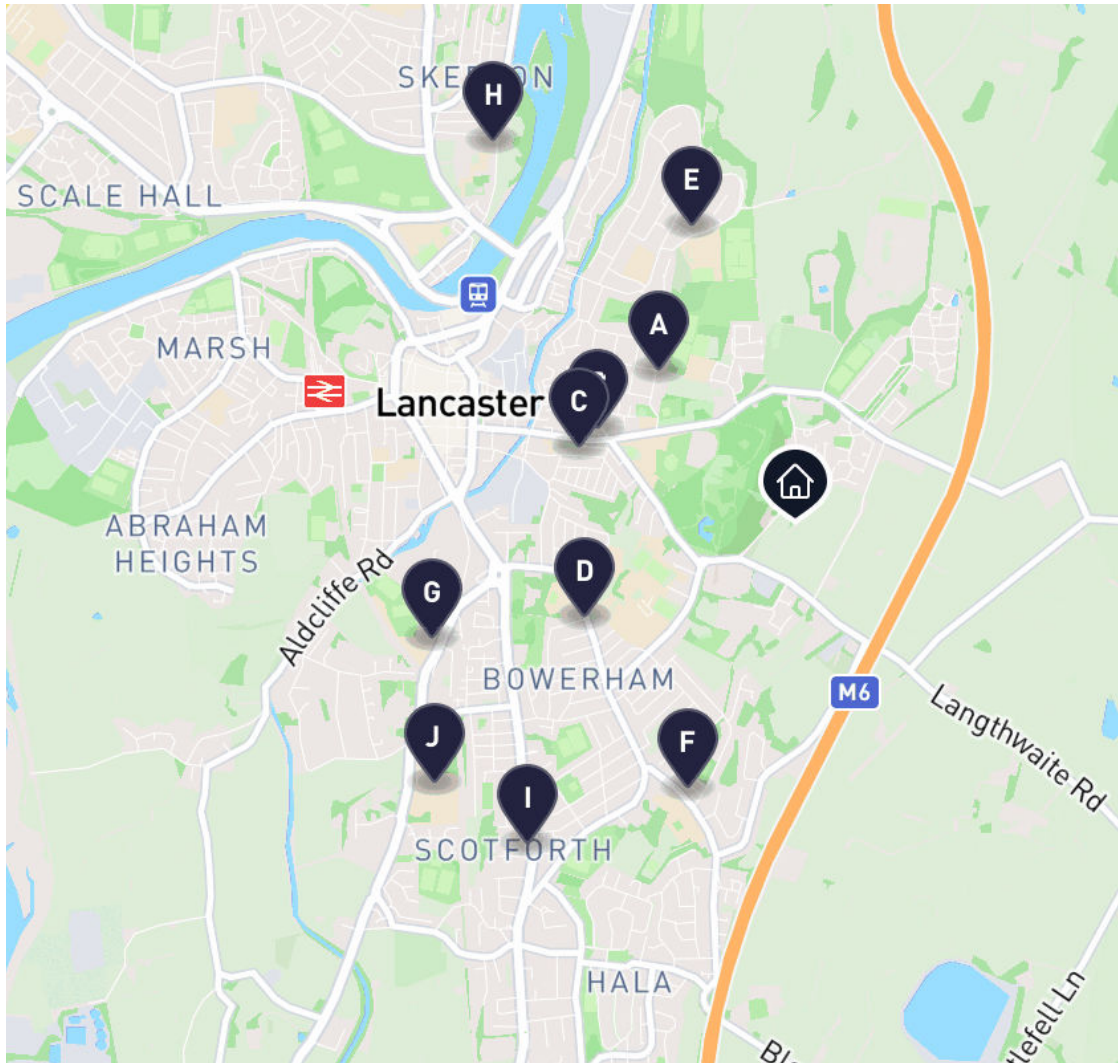 SKERTON
H
E
SCALE HALL
A
MARSH
C
Lancaster
ABRAHAM
HEIGHTS
Aldcliffe Rd
D
G
BOWERHAM
M6
Langthwaite Rd
J
F
I
SCOTFORTH
HALA